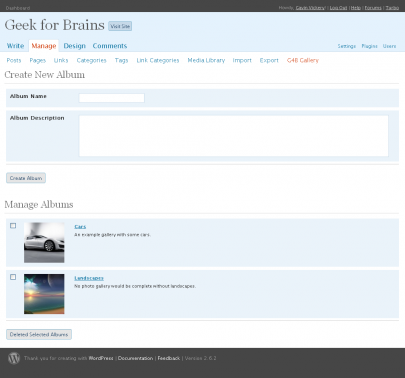 Dashboard
Howdy, Gavin Vickery! | Log Out | Help | Forums | Turbo
Geek for Brains
Visit Site
Write Manage Design Comments
Settings Plugins Users
Posts Pages Links Categories Tags Link Categories Media Library Import Export G4B Gallery
Create New Album
Album Name
Album Description
Create Album
Manage Albums
Cars
An example gallery with some cars.
Landscapes
No photo gallery would be complete without landscapes.
Deleted Selected Albums
Thank you for creating with WordPress | Documentation | Feedback | Version 2.6.2